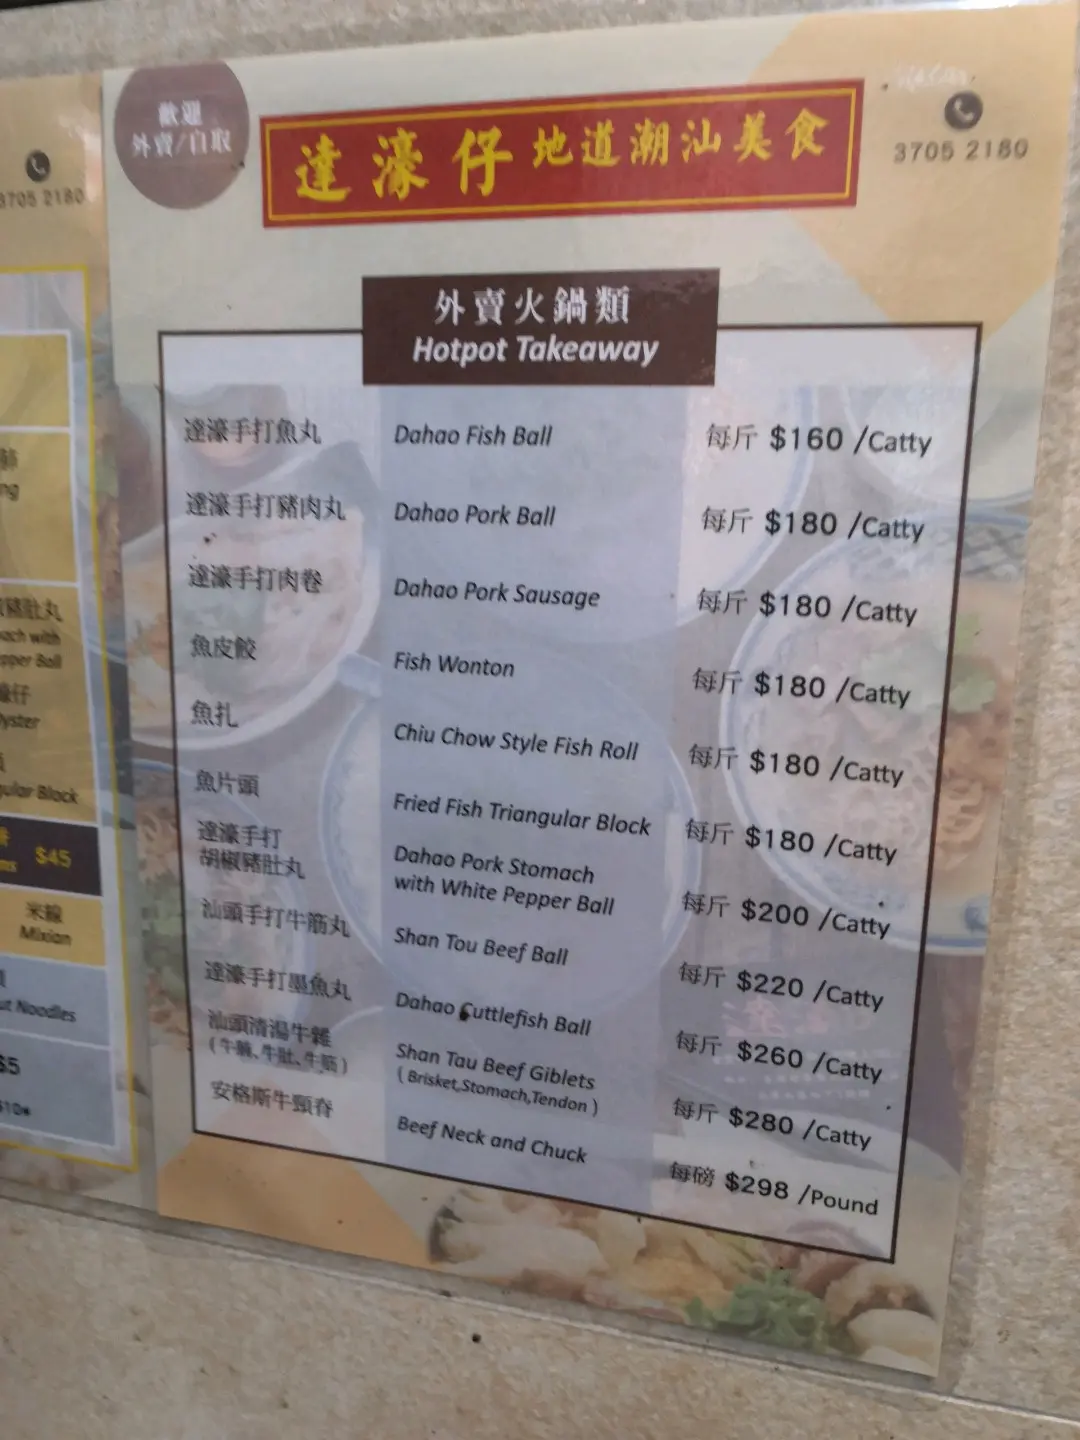 歡迎
外賣/自取
達濠仔地道潮汕美食
3705 2180
外賣火鍋類
Hotpot Takeaway
達濠手打魚丸 Dahao Fish Ball 每斤 $160 /Catty
達濠手打豬肉丸 Dahao Pork Ball 每斤 $180 /Catty
達濠手打肉卷 Dahao Pork Sausage 每斤 $180 /Catty
魚皮餃 Fish Wonton 每斤 $180 /Catty
魚扎 Chiu Chow Style Fish Roll 每斤 $180 /Catty
魚片頭 Fried Fish Triangular Block 每斤 $180 /Catty
達濠手打
胡椒豬肚丸
Dahao Pork Stomach
with White Pepper Ball
每斤 $200 /Catty
汕頭手打牛筋丸 Shan Tou Beef Ball 每斤 $220 /Catty
達濠手打墨魚丸 Dahao Cuttlefish Ball 每斤 $260 /Catty
汕頭清湯牛雜
(牛腩、牛肚、牛筋)
Shan Tau Beef Giblets
(Brisket,Stomach,Tendon)
每斤 $280 /Catty
安格斯牛頸脊 Beef Neck and Chuck 每磅 $298 /Pound
3705 2180
豬肚丸
with
Ball
仔
Block
$45
米線
Mixian
Noodles
$5